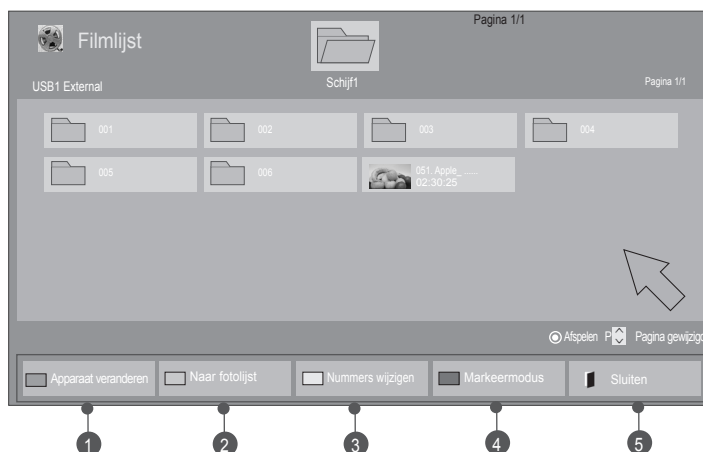 Pagina 1/1
Filmlijst
Schijf1
USB1 External
Pagina 1/1
001
002
003
004
005
006
051. Apple_ ......
02:30:25
Afspelen P Pagina gewijzigd
Apparaat veranderen
Naar fotolijst
Nummers wijzigen
Markeermodus
Sluiten
1
2
3
4
5